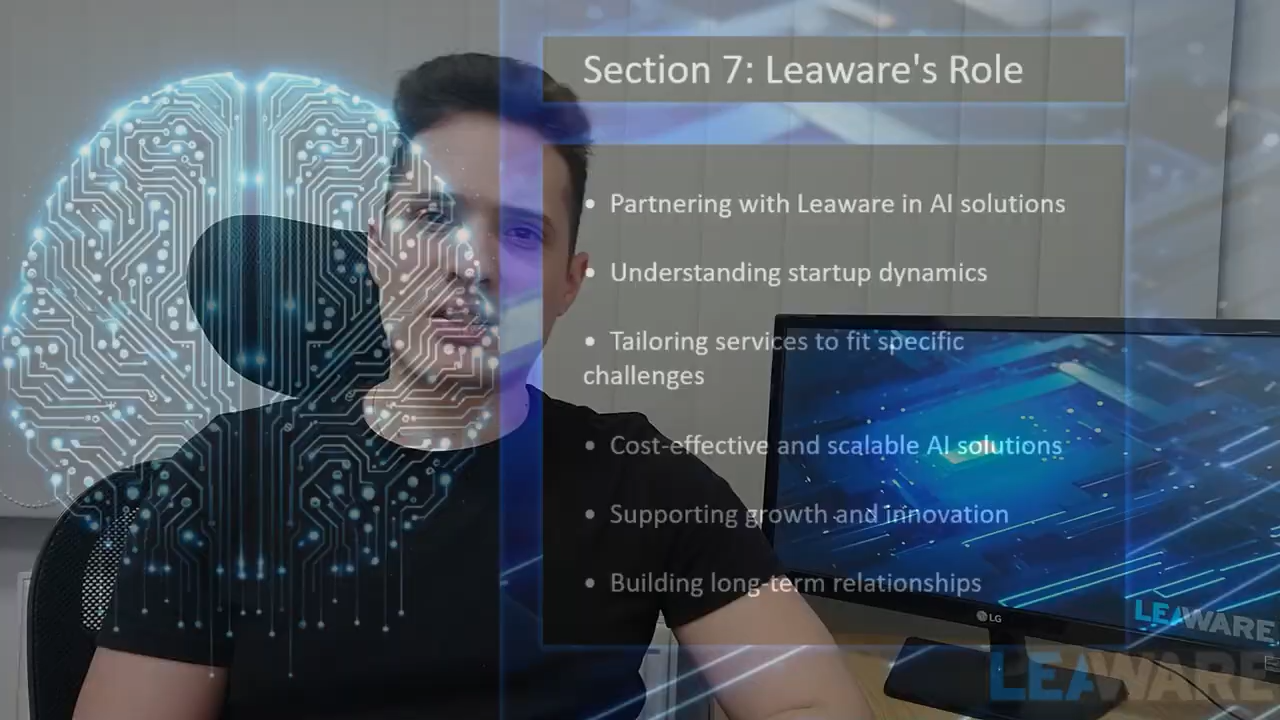 Section 7: Leaware's Role
• Partnering with Leaware in AI solutions
• Understanding startup dynamics
• Tailoring services to fit specific
challenges
• Cost-effective and scalable AI solutions
• Supporting growth and innovation
• Building long-term relationships
LG
LEAWARE
LEAWARE